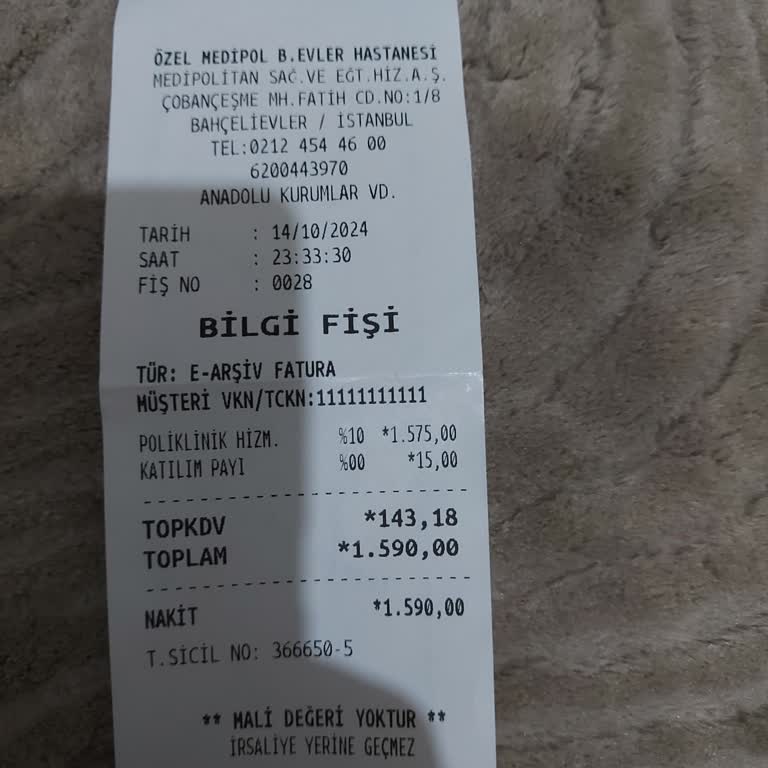 ÖZEL MEDİPOL B.EVLER HASTANESİ
MEDİPOLİTAN SAĞ.VE EĞT.HİZ.A.Ş.
ÇOBANÇEŞME MH.FATİH CD.NO:1/8
BAHÇELİEVLER / İSTANBUL
TEL:0212 454 46 00
6200443970
ANADOLU KURUMLAR VD.
TARİH : 14/10/2024
SAAT : 23:33:30
FİŞ NO : 0028
BİLGİ FİŞİ
TÜR: E-ARŞİV FATURA
MÜŞTERİ VKN/TCKN:11111111111
POLİKLİNİK HİZM. %10 *1.575,00
KATILIM PAYI %00 *15,00
TOPKDV *143,18
TOPLAM *1.590,00
NAKİT *1.590,00
T.SİCİL NO: 366650-5
** MALİ DEĞERİ YOKTUR **
İRSALİYE YERİNE GEÇMEZ